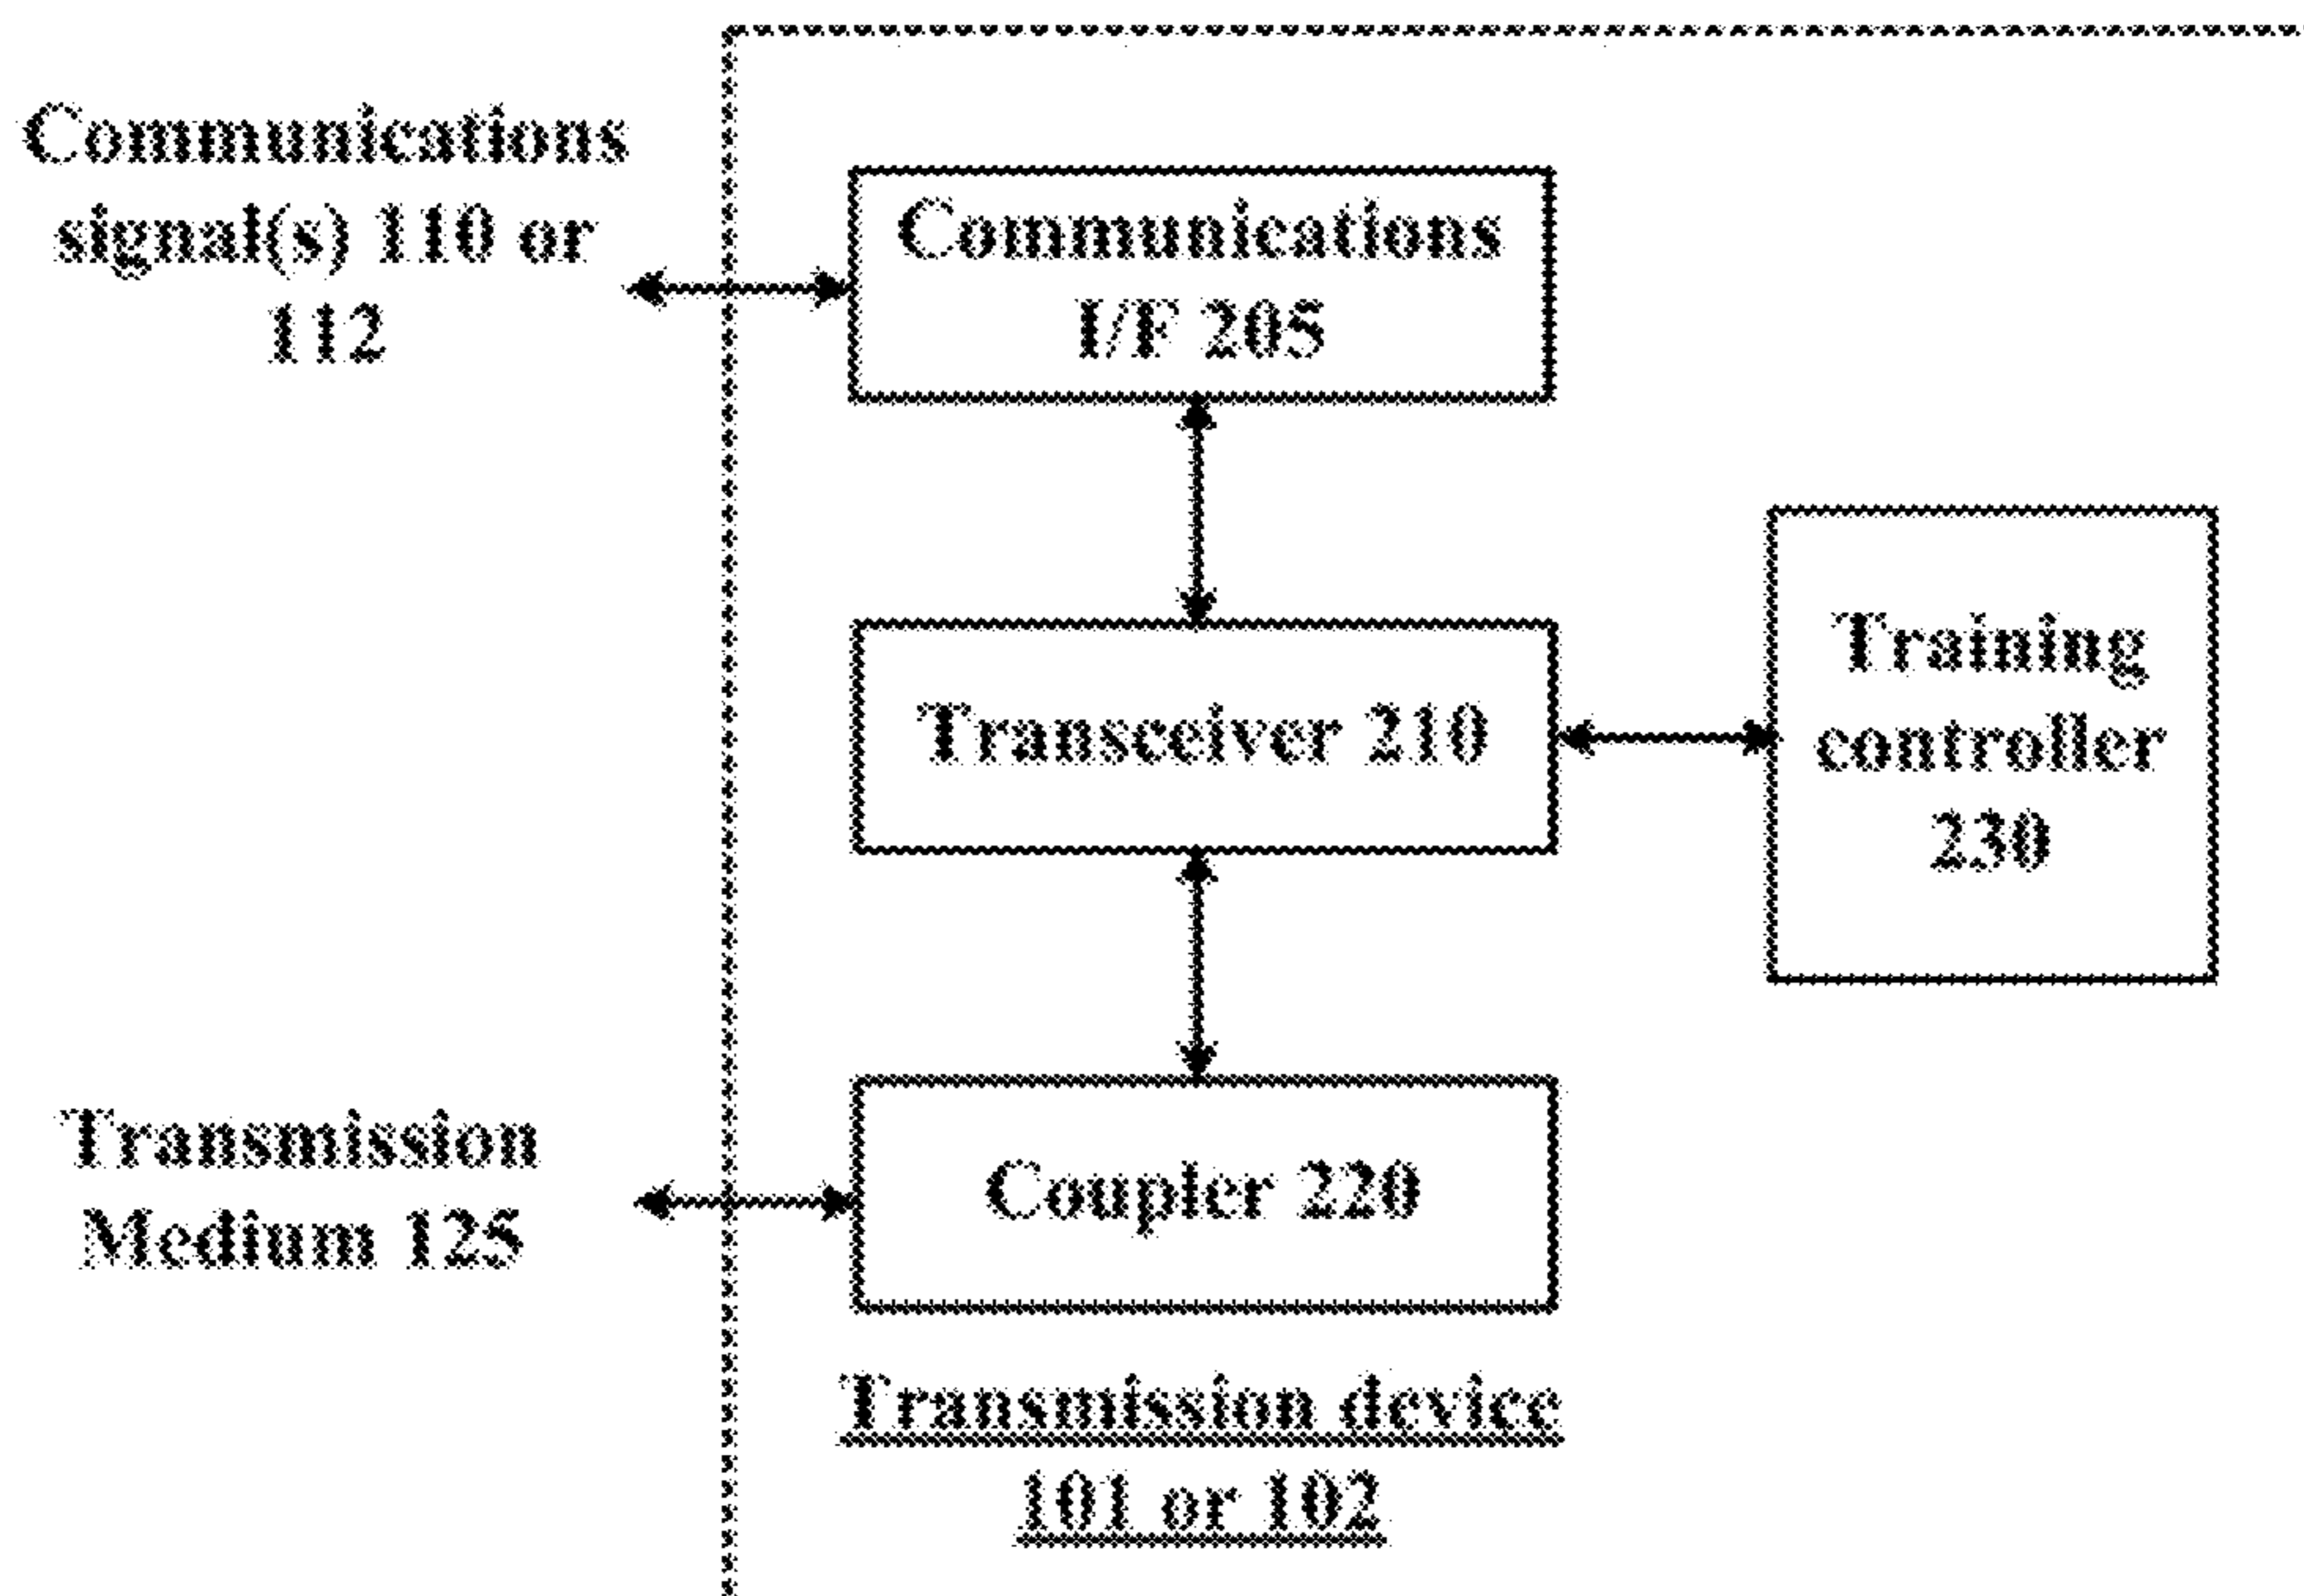 Communications
signal(s) 110 or
112
Communications
I/F 205
Transceiver 210
Training
controller
230
Transmission
Medium 125
Coupler 220
Transmission device
101 or 102